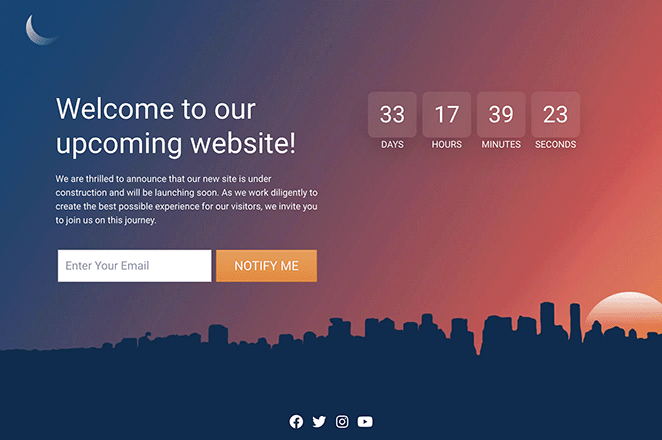 Welcome to our
upcoming website!
We are thrilled to announce that our new site is under
construction and will be launching soon. As we work diligently to
create the best possible experience for our visitors, we invite you
to join us on this journey.
Enter Your Email
NOTIFY ME
33 17 39 23
DAYS HOURS MINUTES SECONDS